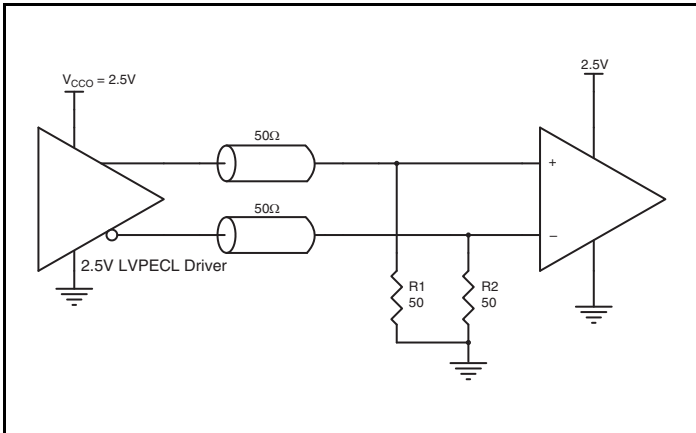 2.5V
V_CCO = 2.5V
50Ω
+
50Ω
–
2.5V LVPECL Driver
R1
50
R2
50